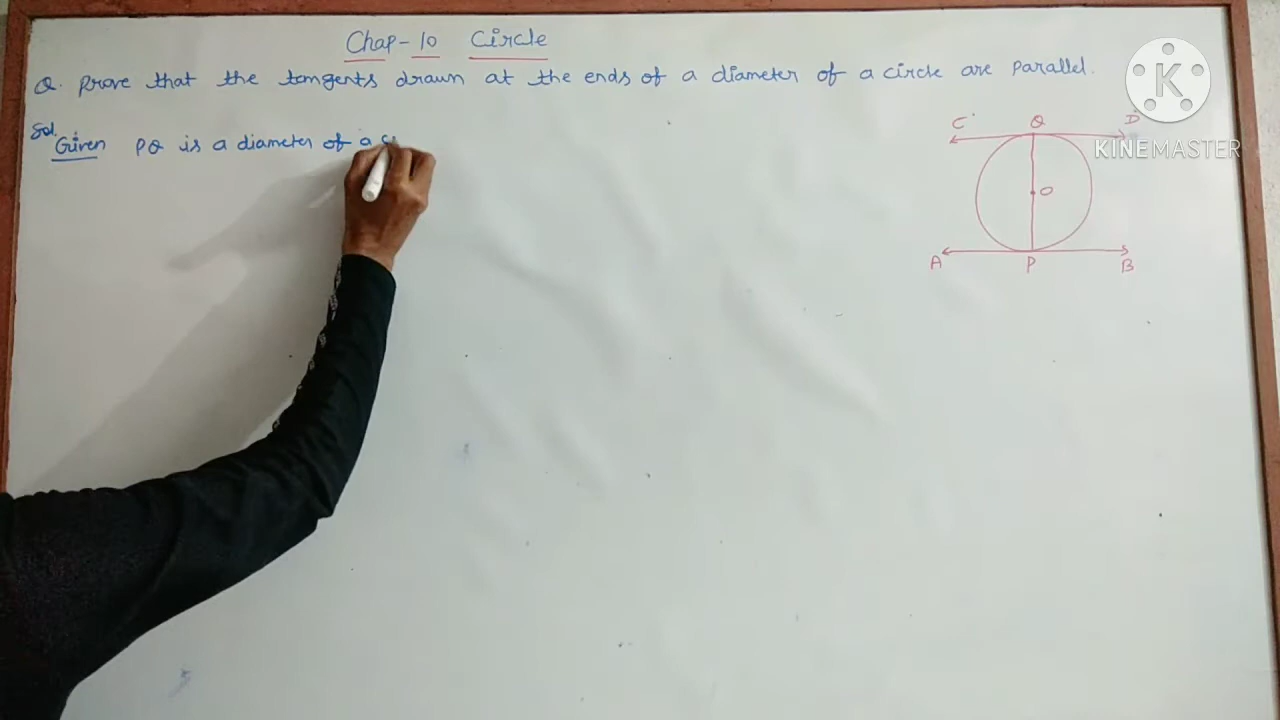 Chap-10 Circle
Q. Prove that the tangents drawn at the ends of a diameter of a circle are parallel.
Sol.
Given PQ is a diameter of a
C Q D
O
A P B
K
KINEMASTER